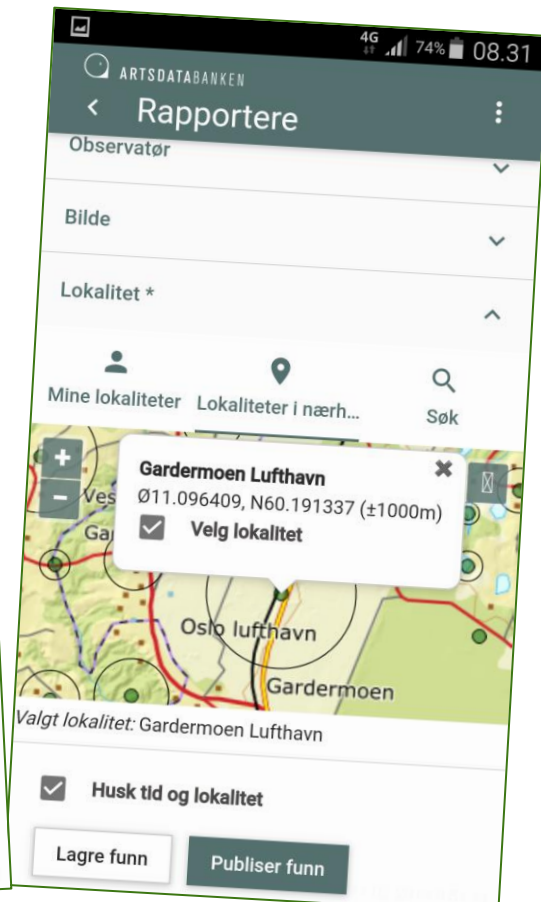 4G 74% 08.31
ARTSDATABANKEN
Rapportere
Observatør
Bilde
Lokalitet *
Mine lokaliteter
Lokaliteter i nærh...
Søk
+
Gardermoen Lufthavn
Ø11.096409, N60.191337 (±1000m)
Velg lokalitet
−
Ves
Ga
Oslo lufthavn
Gardermoen
Valgt lokalitet: Gardermoen Lufthavn
Husk tid og lokalitet
Lagre funn
Publiser funn